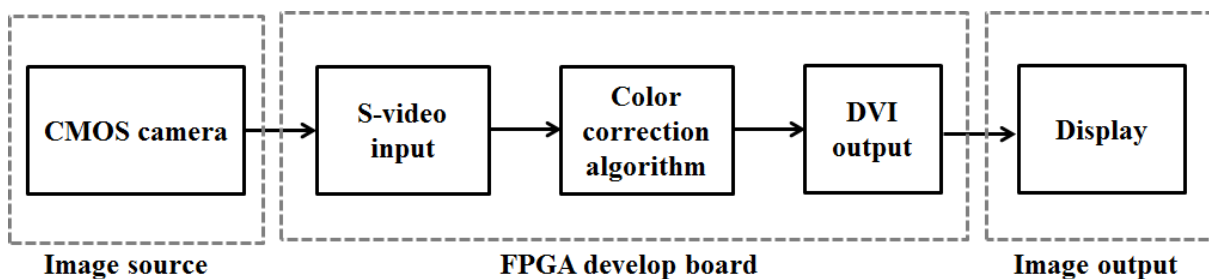 CMOS camera
S-video
input
Color
correction
algorithm
DVI
output
Display
Image source
FPGA develop board
Image output